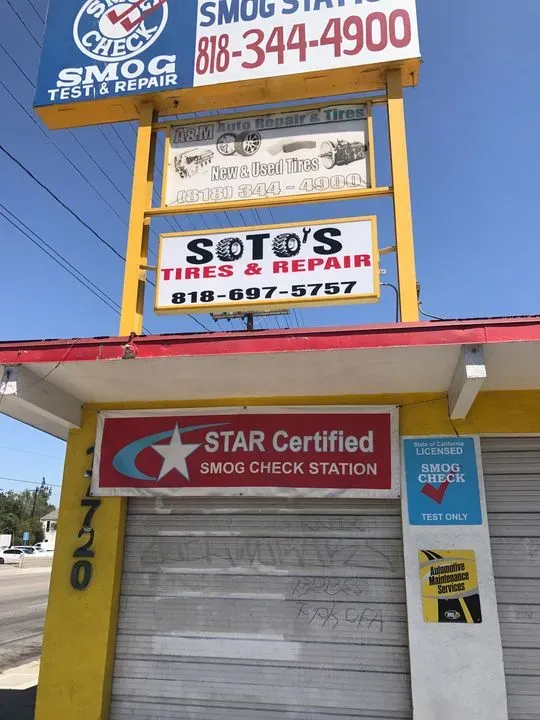 SMOG
CHECK
SMOG
TEST & REPAIR
SMOG STATION
818-344-4900
A&M Auto Repair & Tires
New & Used Tires
(818) 344-4900
SOTO'S
TIRES & REPAIR
818-697-5757
STAR Certified
SMOG CHECK STATION
State of California
LICENSED
SMOG
CHECK
TEST ONLY
Automotive
Maintenance
Services
BG
720